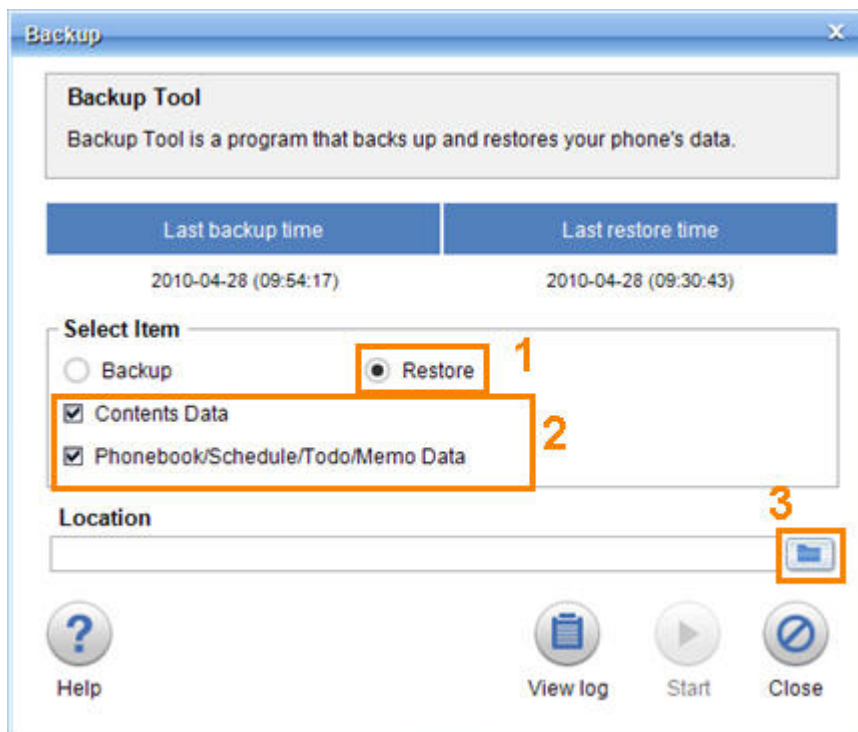 Backup
Backup Tool
Backup Tool is a program that backs up and restores your phone's data.
Last backup time Last restore time
2010-04-28 (09:54:17) 2010-04-28 (09:30:43)
Select Item
Backup Restore 1
Contents Data
Phonebook/Schedule/Todo/Memo Data 2
Location 3
Help View log Start Close